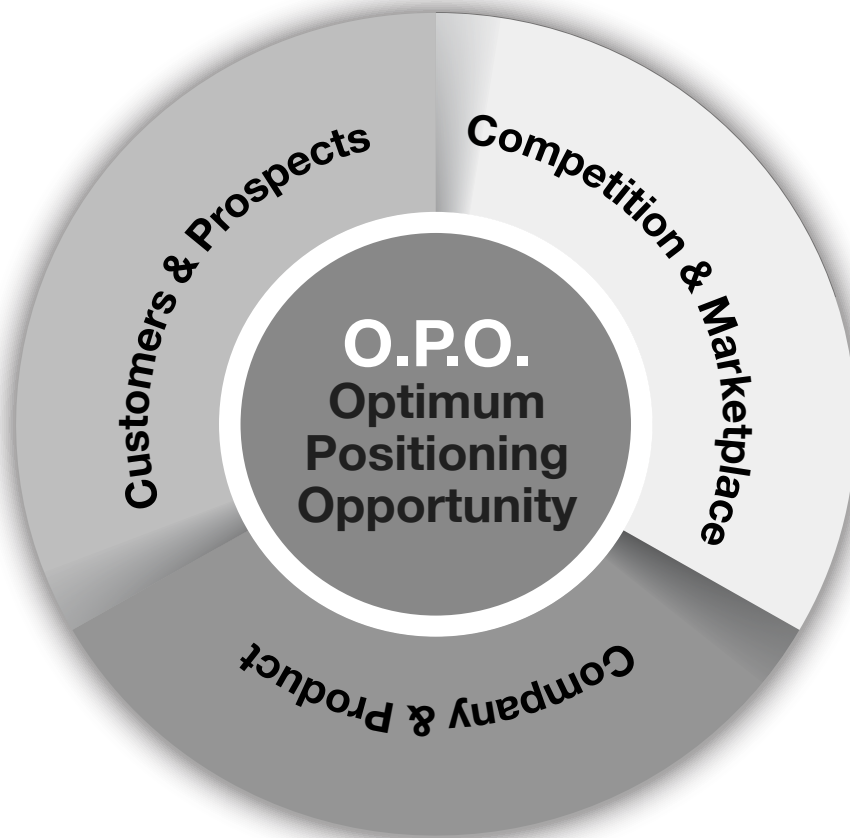 Customers & Prospects
Competition & Marketplace
O.P.O.
Optimum
Positioning
Opportunity
Company & Product